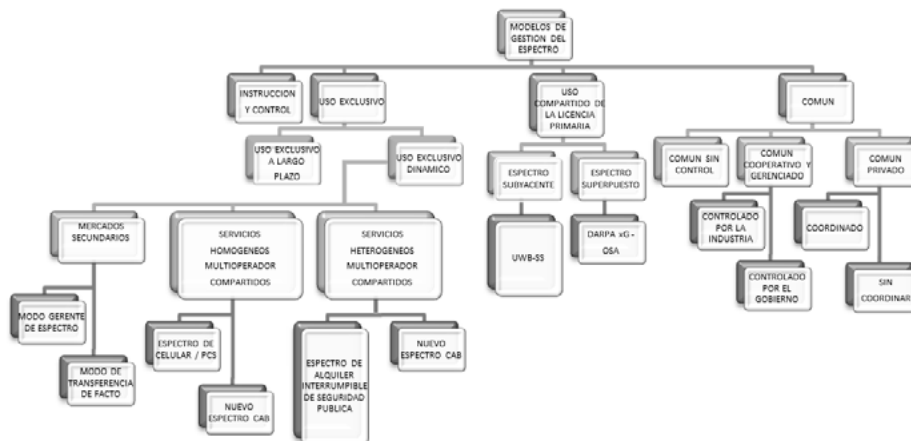 MODELOS DE
GESTION DEL
ESPECTRO
INSTRUCCION
Y CONTROL
USO EXCLUSIVO
USO
COMPARTIDO DE
LA LICENCIA
PRIMARIA
COMUN
USO EXCLUSIVO
A LARGO
PLAZO
USO EXCLUSIVO
DINAMICO
ESPECTRO
SUBYACENTE
ESPECTRO
SUPERPUESTO
COMUN SIN
CONTROL
COMUN
COOPERATIVO Y
GERENCIADO
COMUN
PRIVADO
MERCADOS
SECUNDARIOS
SERVICIOS
HOMOGENEOS
MULTIOPERADOR
COMPARTIDOS
SERVICIOS
HETEROGENEOS
MULTIOPERADOR
COMPARTIDOS
UWB-SS
DARPA xG -
OSA
CONTROLADO
POR LA
INDUSTRIA
COORDINADO
CONTROLADO
POR EL
GOBIERNO
SIN
COORDINAR
MODO GERENTE
DE ESPECTRO
MODO DE
TRANSFERENCIA
DE FACTO
ESPECTRO DE
CELULAR / PCS
NUEVO
ESPECTRO CAB
ESPECTRO DE
ALQUILER
INTERRUMPIBLE
DE SEGURIDAD
PUBLICA
NUEVO
ESPECTRO CAB